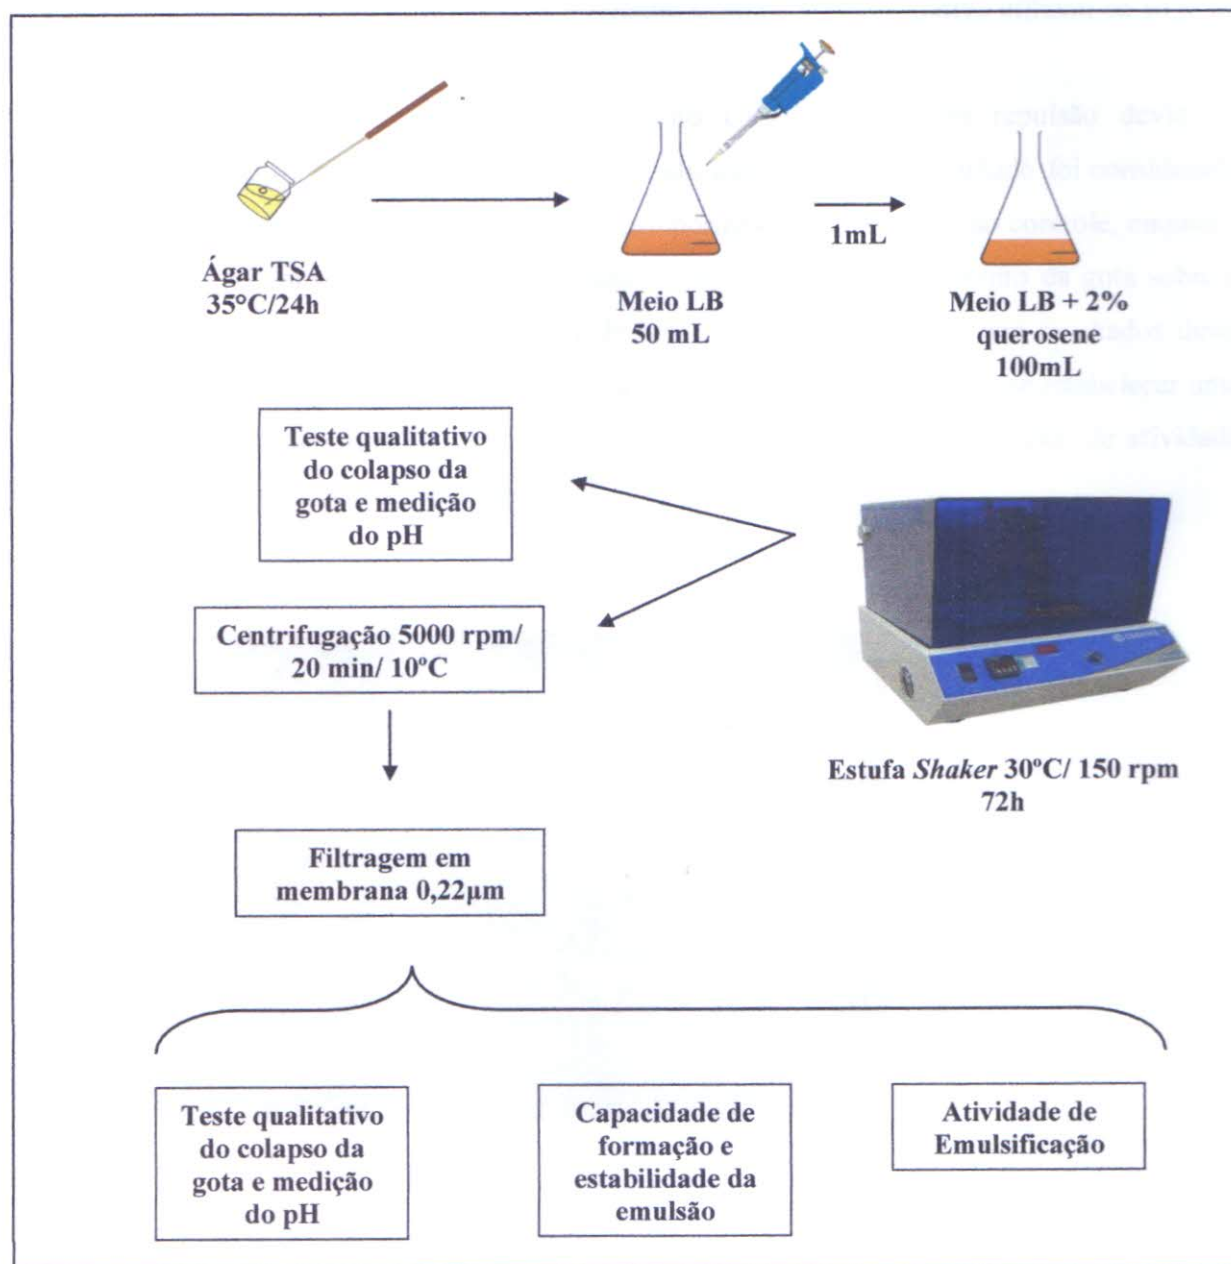 Ágar TSA
35°C/24h
Meio LB
50 mL
1mL
Meio LB + 2%
querosene
100mL
Teste qualitativo
do colapso da
gota e medição
do pH
Centrifugação 5000 rpm/
20 min/ 10ºC
Estufa Shaker 30ºC/ 150 rpm
72h
Filtragem em
membrana 0,22µm
Teste qualitativo
do colapso da
gota e medição
do pH
Capacidade de
formação e
estabilidade da
emulsão
Atividade de
Emulsificação